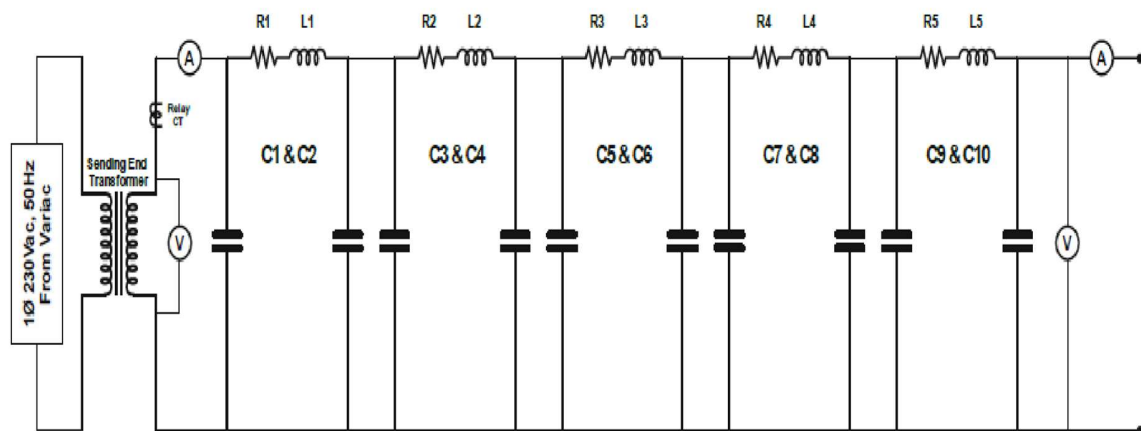 R1 L1 R2 L2 R3 L3 R4 L4 R5 L5
A A
Relay
CT
C1 & C2 C3 & C4 C5 & C6 C7 & C8 C9 & C10
Sending End
Transformer
V V
1Ø 230Vac, 50Hz
From Variac